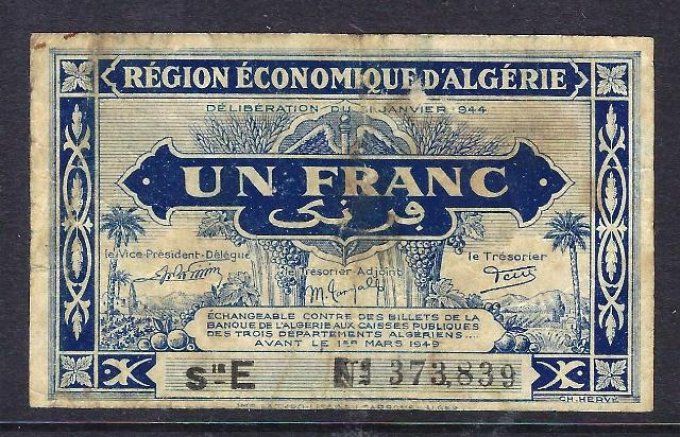 RÉGION ÉCONOMIQUE D'ALGÉRIE
DÉLIBÉRATION DU 31 JANVIER 1944
UN FRANC
فرنك
le Vice-Président-Délégué
le Trésorier-Adjoint
le Trésorier
ÉCHANGEABLE CONTRE DES BILLETS DE LA
BANQUE DE L'ALGÉRIE AUX CAISSES PUBLIQUES
DES TROIS DÉPARTEMENTS ALGÉRIENS....
AVANT LE 1ER MARS 1949
Sie E No 373,839
CH. HERVÉ